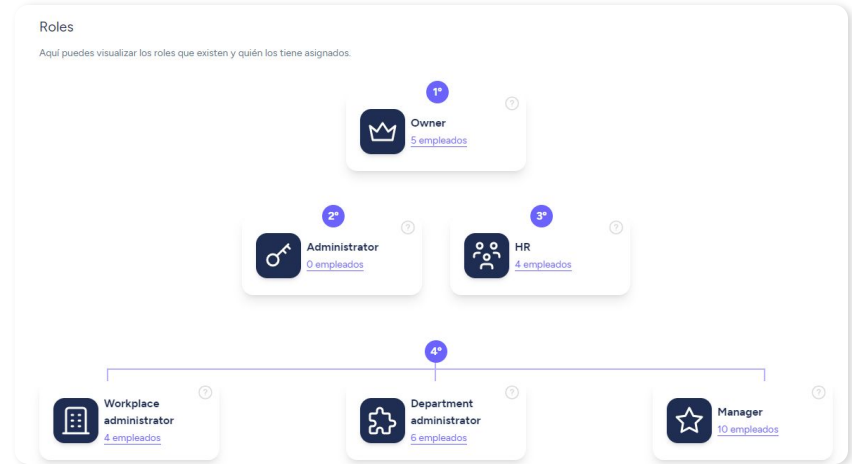 Roles
Aquí puedes visualizar los roles que existen y quién los tiene asignados.
1º
?
Owner
5 empleados
2º
?
Administrator
0 empleados
3º
?
HR
4 empleados
4º
?
Workplace
administrator
4 empleados
?
Department
administrator
6 empleados
?
Manager
10 empleados